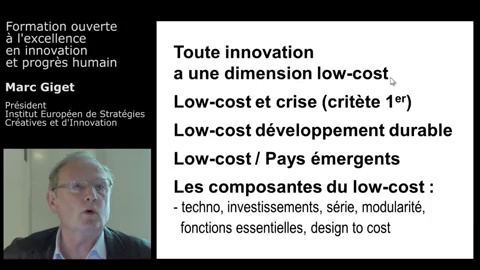 Formation ouverte
à l'excellence
en innovation
et progrès humain
Marc Giget
Président
Institut Européen de Stratégies
Créatives et d'Innovation
Toute innovation
a une dimension low-cost
Low-cost et crise (critète 1er)
Low-cost développement durable
Low-cost / Pays émergents
Les composantes du low-cost :
- techno, investissements, série, modularité,
fonctions essentielles, design to cost